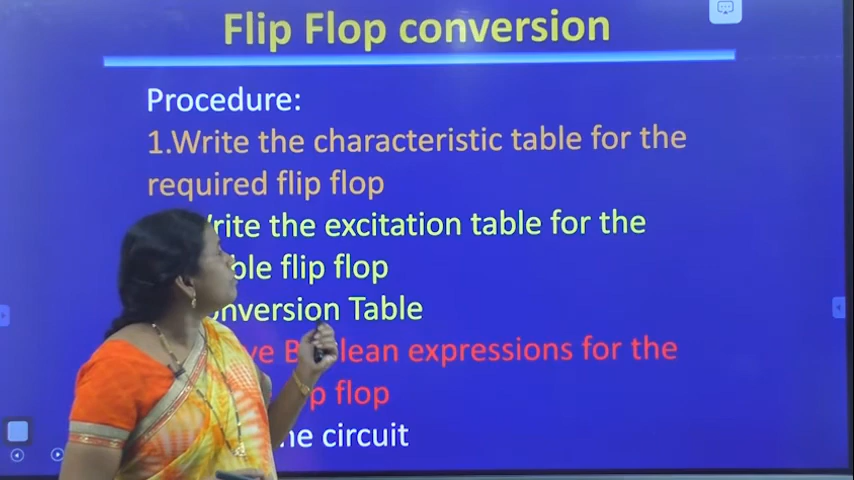 Flip Flop conversion
Procedure:
1.Write the characteristic table for the
required flip flop
rite the excitation table for the
ble flip flop
onversion Table
ve B lean expressions for the
p flop
he circuit